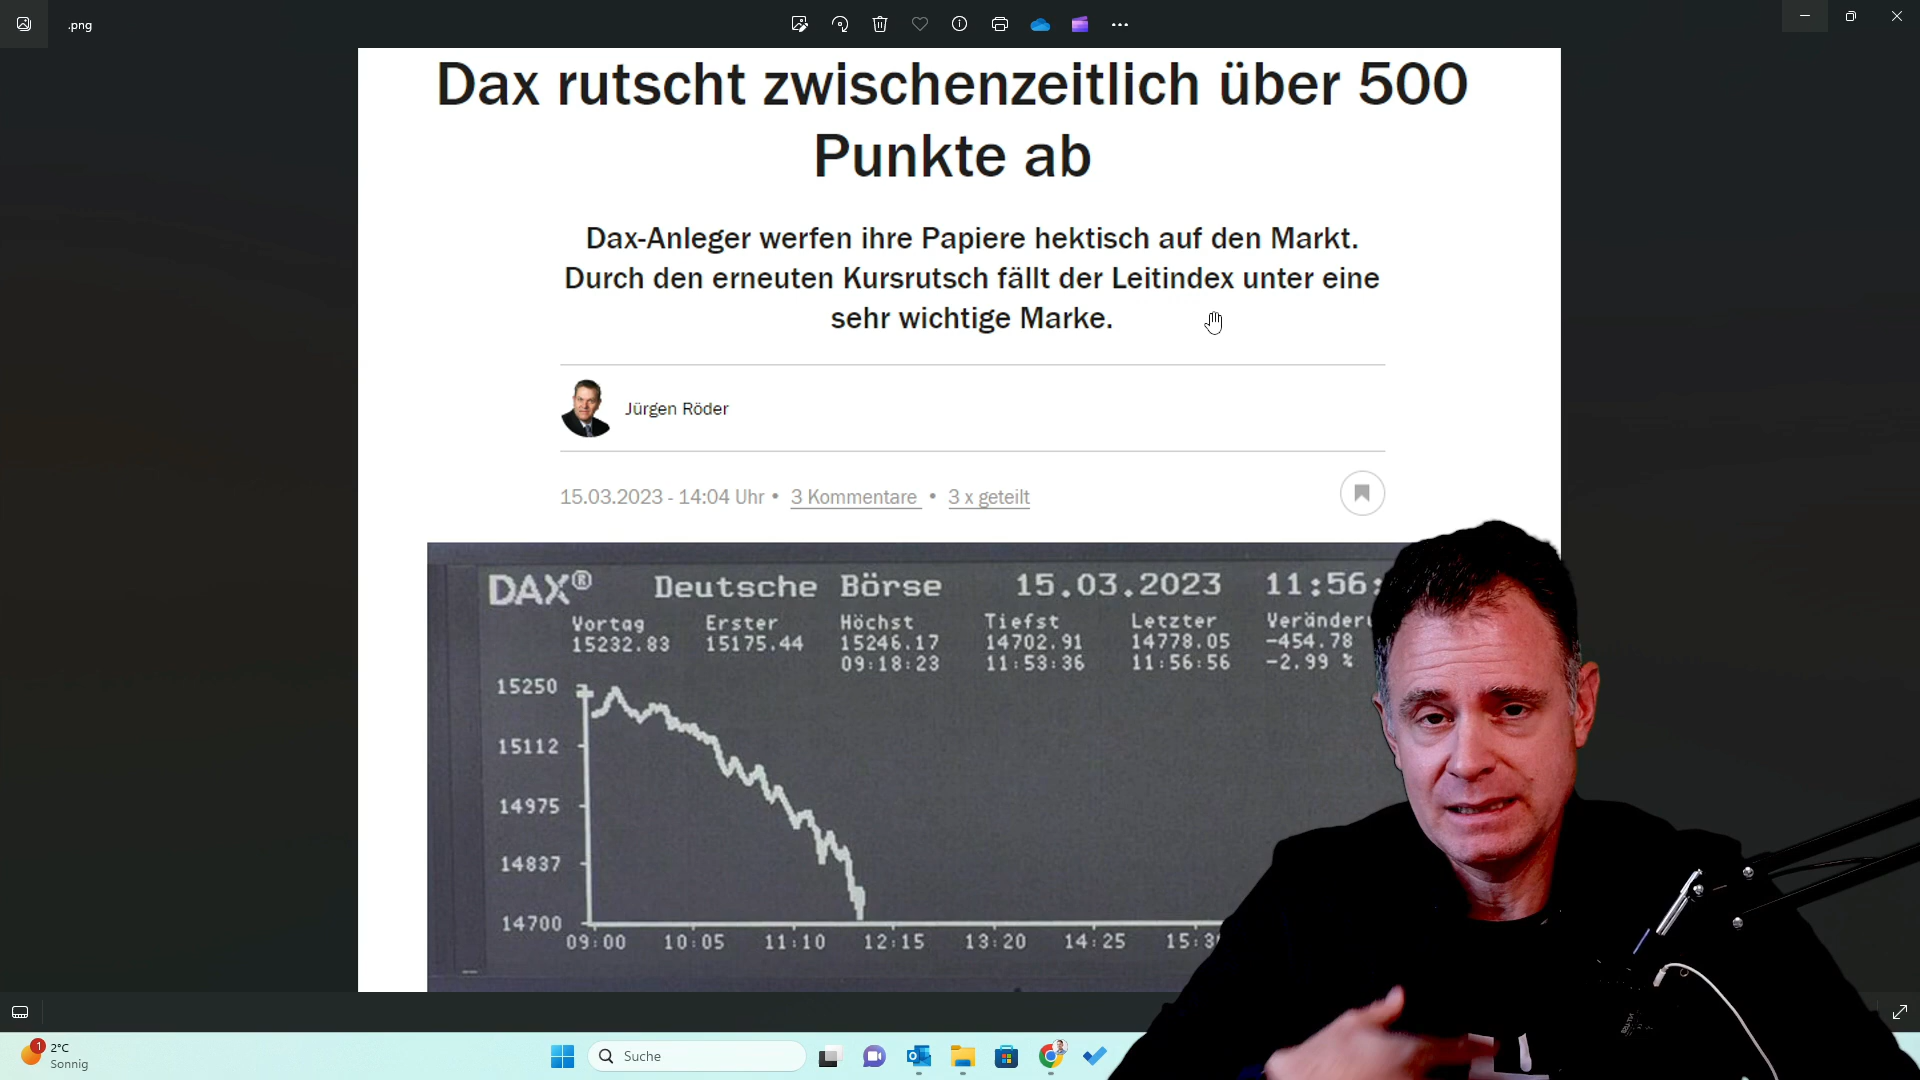 .png
Dax rutscht zwischenzeitlich über 500
Punkte ab
Dax-Anleger werfen ihre Papiere hektisch auf den Markt.
Durch den erneuten Kursrutsch fällt der Leitindex unter eine
sehr wichtige Marke.
Jürgen Röder
15.03.2023 - 14:04 Uhr • 3 Kommentare • 3 x geteilt
DAX® Deutsche Börse 15.03.2023 11:56:
Vortag Erster Höchst Tiefst Letzter Veränderu
15232.83 15175.44 15246.17 14702.91 14778.05 -454.78
09:18:23 11:53:36 11:56:56 -2.99 %
15250
15112
14975
14837
14700
09:00 10:05 11:10 12:15 13:20 14:25 15:3
1
2°C
Sonnig
Suche